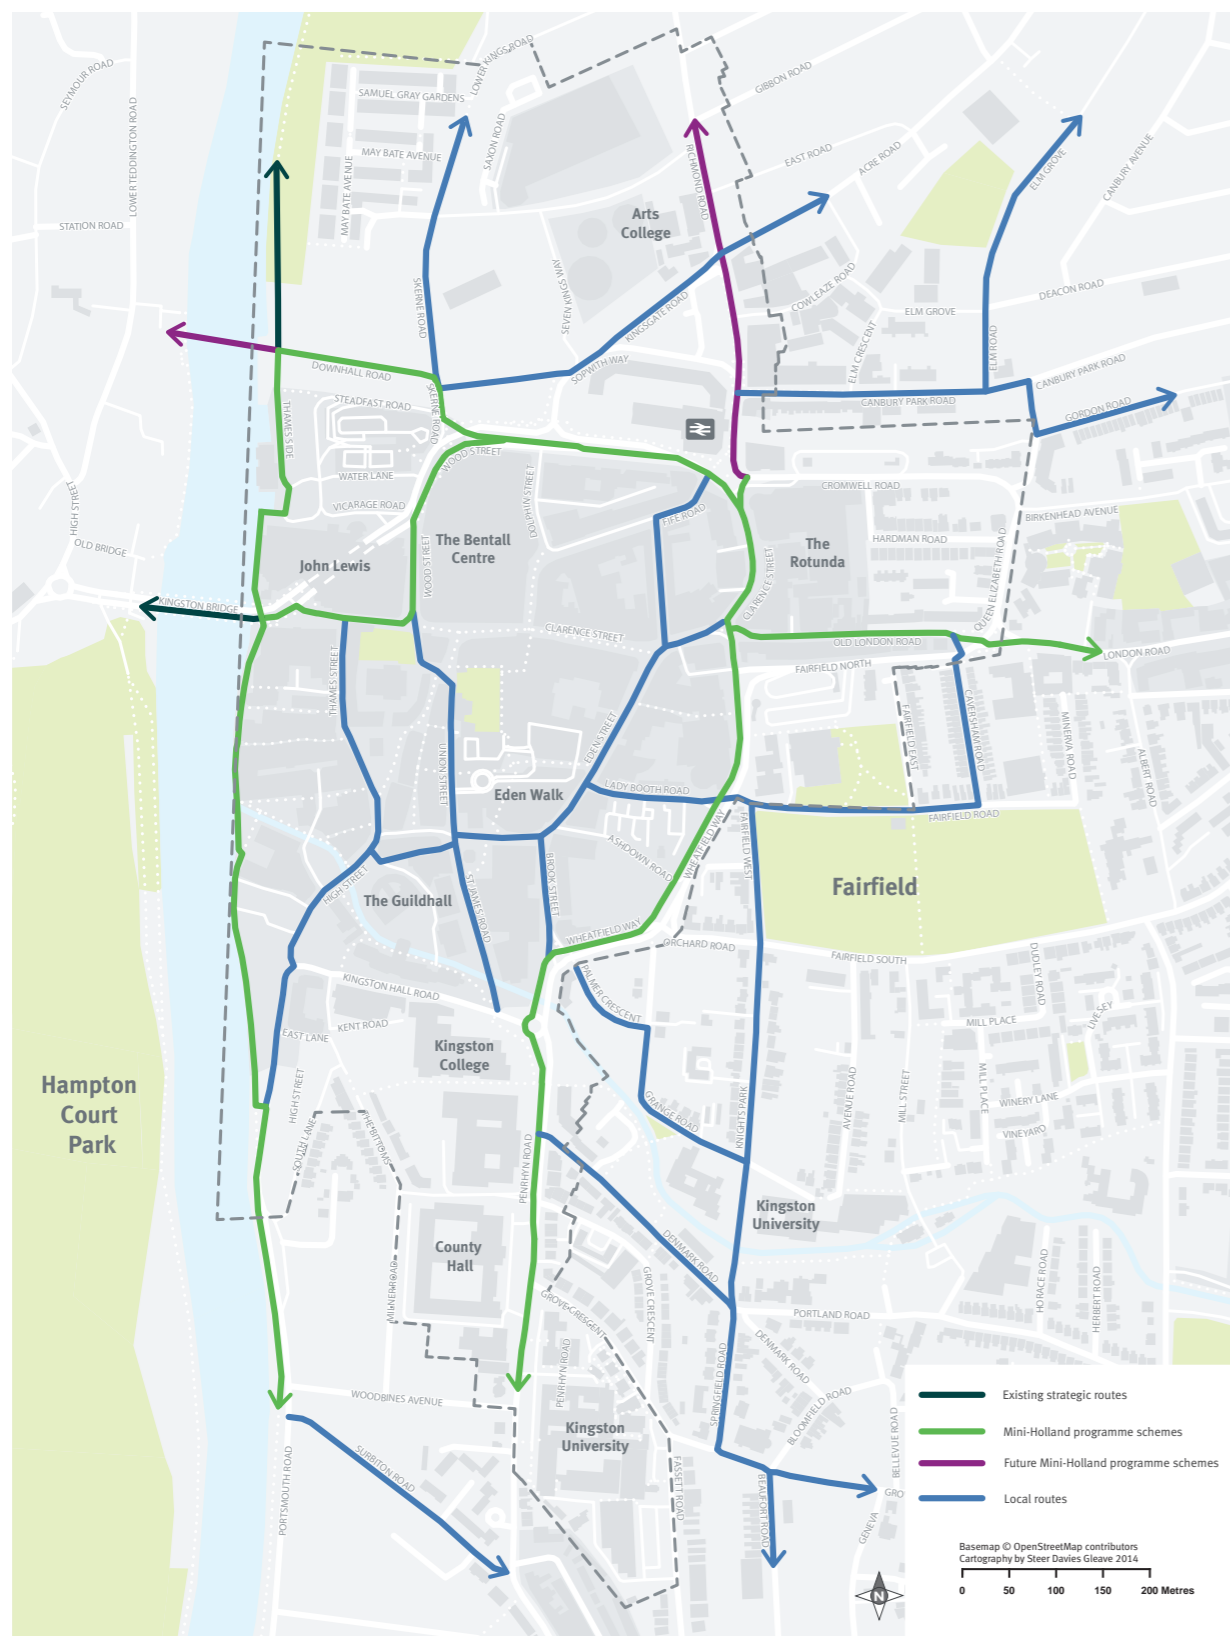 SEYMOUR ROAD
LOWER TEDDINGTON ROAD
LOWER KINGS ROAD
SAMUEL GRAY GARDENS
MAY BATE AVENUE
MAY BATE AVENUE
SAXON ROAD
GIBBON ROAD
EAST ROAD
ACRE ROAD
RICHMOND ROAD
ELM GROVE
CANBURY AVENUE
STATION ROAD
Arts
College
SKERNE ROAD
SEVEN KINGS WAY
KINGSGATE ROAD
COWLEAZE ROAD
ELM GROVE
DEACON ROAD
ELM CRESCENT
ELM ROAD
SOPWITH WAY
DOWNHALL ROAD
CANBURY PARK ROAD
CANBURY PARK ROAD
GORDON ROAD
STEADFAST ROAD
SKERNE ROAD
THAMES SIDE
WOOD STREET
WATER LANE
VICARAGE ROAD
DOLPHIN STREET
CROMWELL ROAD
FIFE ROAD
BIRKENHEAD AVENUE
HIGH STREET
OLD BRIDGE
The Bentall
Centre
John Lewis
WOOD STREET
The
Rotunda
HARDMAN ROAD
CLARENCE STREET
QUEEN ELIZABETH ROAD
KINGSTON BRIDGE
CLARENCE STREET
OLD LONDON ROAD
LONDON ROAD
FAIRFIELD NORTH
THAMES STREET
UNION STREET
EDEN STREET
FAIRFIELD EAST
CAVERSHAM ROAD
MINERVA ROAD
ALBERT ROAD
Eden Walk
LADY BOOTH ROAD
FAIRFIELD ROAD
ASHDOWN ROAD
WHEATFIELD WAY
FAIRFIELD WEST
HIGH STREET
The Guildhall
ST JAMES' ROAD
BROOK STREET
Fairfield
WHEATFIELD WAY
ORCHARD ROAD
FAIRFIELD SOUTH
DUDLEY ROAD
KINGSTON HALL ROAD
PALMER CRESCENT
EAST LANE
KENT ROAD
MILL PLACE
LIVESEY
Kingston
College
Hampton
Court
Park
HIGH STREET
SOUTH LANE
THE BITTOMS
GRANGE ROAD
KNIGHTS PARK
AVENUE ROAD
MILL STREET
MILL PLACE
WINERY LANE
VINEYARD
PENRHYN ROAD
Kingston
University
County
Hall
DENMARK ROAD
MILNER ROAD
GROVE CRESCENT
GROVE CRESCENT
HORACE ROAD
HERBERT ROAD
PORTLAND ROAD
DENMARK ROAD
PENRHYN ROAD
SPRINGFIELD ROAD
WOODBINES AVENUE
BLOOMFIELD ROAD
Kingston
University
BELLEVUE ROAD
SURBITON ROAD
PORTSMOUTH ROAD
FASSETT ROAD
BEAUFORT ROAD
GRO
GENEVA
Existing strategic routes
Mini-Holland programme schemes
Future Mini-Holland programme schemes
Local routes
Basemap © OpenStreetMap contributors
Cartography by Steer Davies Gleave 2014
N
0 50 100 150 200 Metres